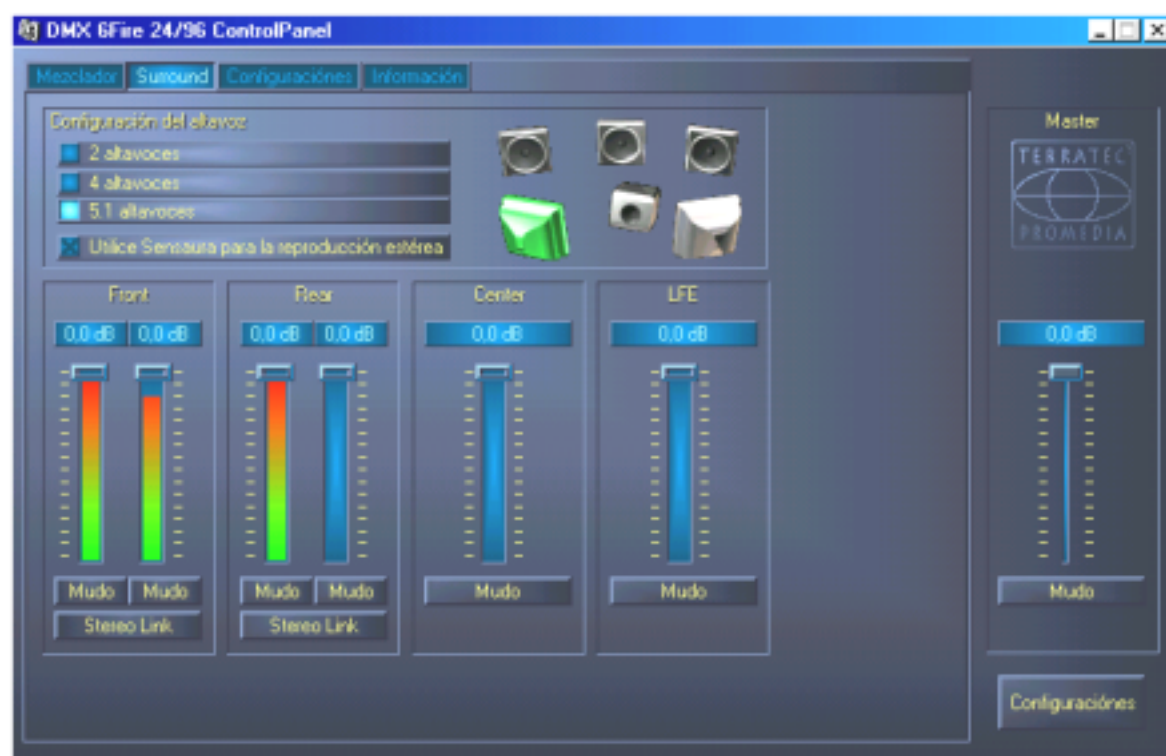 DMX 6Fire 24/96 ControlPanel
Mezclador Surround Configuraciónes Información
Configuración del altavoz
2 altavoces
4 altavoces
5.1 altavoces
Utilice Sensaura para la reproducción estérea
Front
0,0 dB 0,0 dB
Mudo Mudo
Stereo Link
Rear
0,0 dB 0,0 dB
Mudo Mudo
Stereo Link
Center
0,0 dB
Mudo
LFE
0,0 dB
Mudo
Master
TERRATEC
PROMEDIA
0,0 dB
Mudo
Configuraciónes